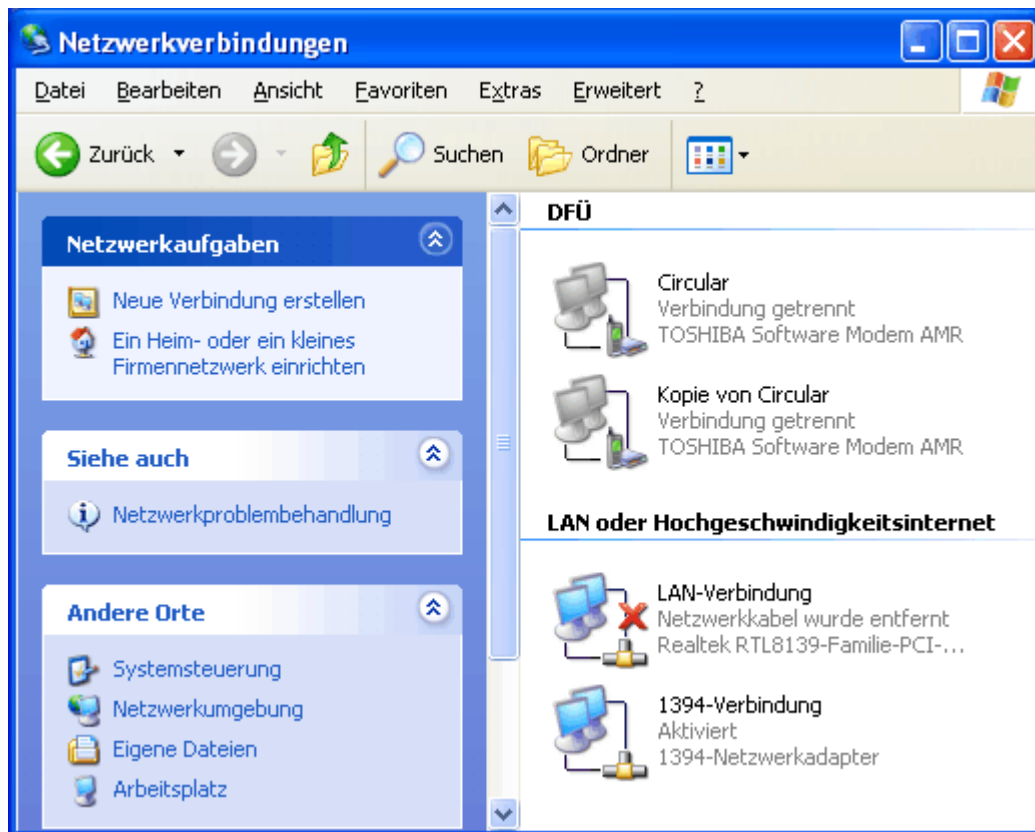 Netzwerkverbindungen
Datei Bearbeiten Ansicht Favoriten Extras Erweitert ?
Zurück Suchen Ordner
Netzwerkaufgaben
Neue Verbindung erstellen
Ein Heim- oder ein kleines
Firmennetzwerk einrichten
Siehe auch
Netzwerkproblembehandlung
Andere Orte
Systemsteuerung
Netzwerkumgebung
Eigene Dateien
Arbeitsplatz
DFÜ
Circular
Verbindung getrennt
TOSHIBA Software Modem AMR
Kopie von Circular
Verbindung getrennt
TOSHIBA Software Modem AMR
LAN oder Hochgeschwindigkeitsinternet
LAN-Verbindung
Netzwerkkabel wurde entfernt
Realtek RTL8139-Familie-PCI-...
1394-Verbindung
Aktiviert
1394-Netzwerkadapter